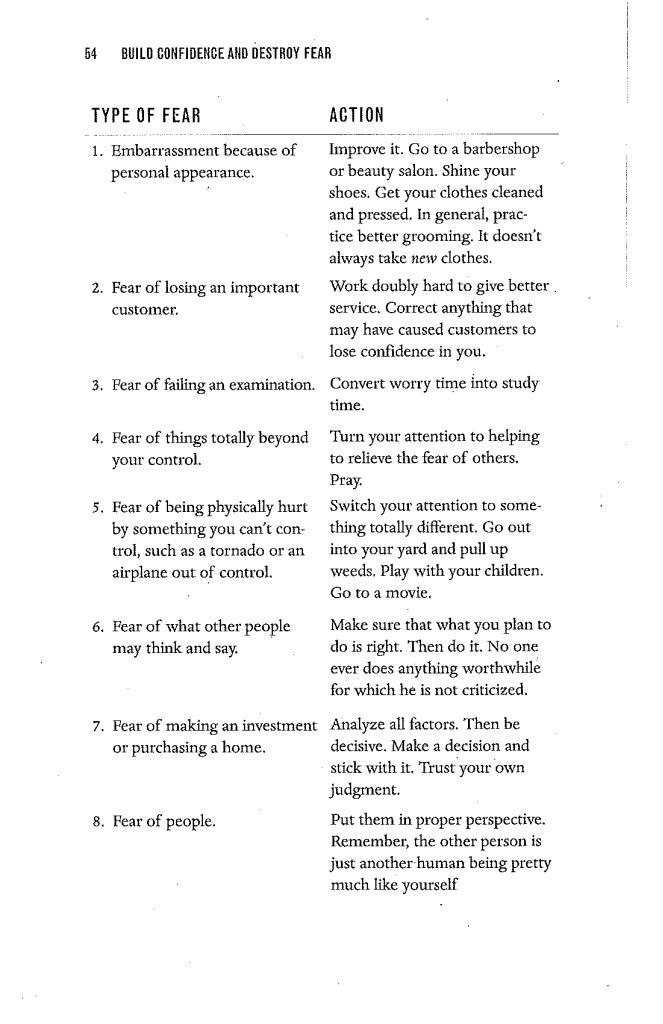 54 BUILD CONFIDENCE AND DESTROY FEAR
TYPE OF FEAR ACTION
1. Embarrassment because of
personal appearance.
Improve it. Go to a barbershop
or beauty salon. Shine your
shoes. Get your clothes cleaned
and pressed. In general, prac-
tice better grooming. It doesn't
always take new clothes.
2. Fear of losing an important
customer.
Work doubly hard to give better
service. Correct anything that
may have caused customers to
lose confidence in you.
3. Fear of failing an examination.
Convert worry time into study
time.
4. Fear of things totally beyond
your control.
Turn your attention to helping
to relieve the fear of others.
Pray.
5. Fear of being physically hurt
by something you can't con-
trol, such as a tornado or an
airplane out of control.
Switch your attention to some-
thing totally different. Go out
into your yard and pull up
weeds. Play with your children.
Go to a movie.
6. Fear of what other people
may think and say.
Make sure that what you plan to
do is right. Then do it. No one
ever does anything worthwhile
for which he is not criticized.
7. Fear of making an investment
or purchasing a home.
Analyze all factors. Then be
decisive. Make a decision and
stick with it. Trust your own
judgment.
8. Fear of people.
Put them in proper perspective.
Remember, the other person is
just another human being pretty
much like yourself